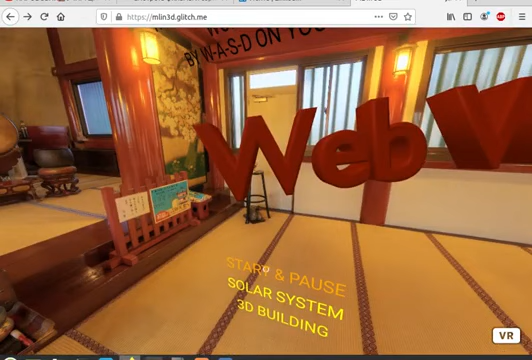 https://mlin3d.glitch.me
BY W-A-S-D ON YOU
WebV
START & PAUSE
SOLAR SYSTEM
3D BUILDING
VR